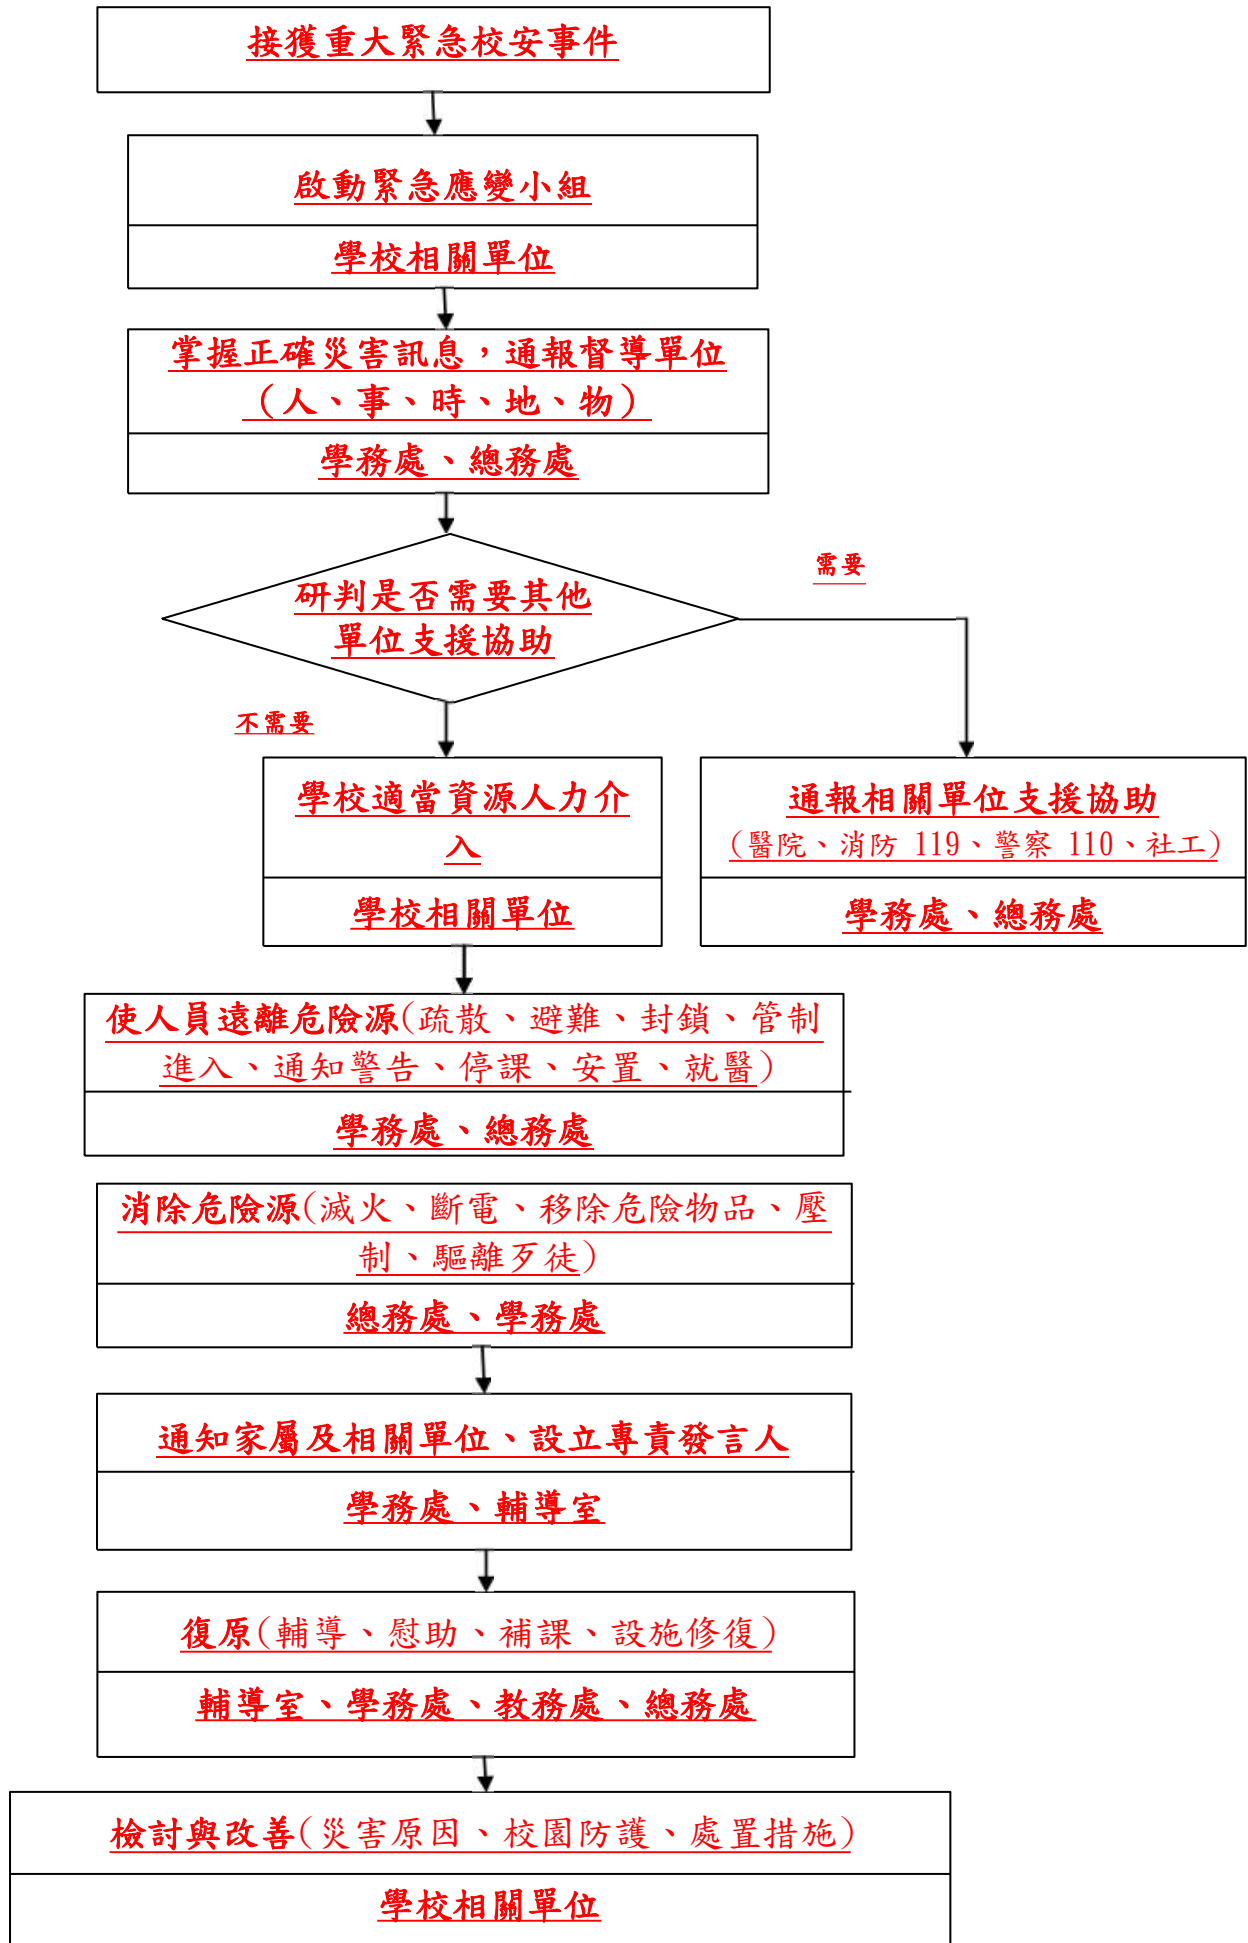 接獲重大緊急校安事件
啟動緊急應變小組
學校相關單位
掌握正確災害訊息，通報督導單位
（人、事、時、地、物）
學務處、總務處
研判是否需要其他
單位支援協助
需要
不需要
學校適當資源人力介
入
學校相關單位
通報相關單位支援協助
(醫院、消防 119、警察 110、社工)
學務處、總務處
使人員遠離危險源(疏散、避難、封鎖、管制
進入、通知警告、停課、安置、就醫)
學務處、總務處
消除危險源(滅火、斷電、移除危險物品、壓
制、驅離歹徒)
總務處、學務處
通知家屬及相關單位、設立專責發言人
學務處、輔導室
復原(輔導、慰助、補課、設施修復)
輔導室、學務處、教務處、總務處
檢討與改善(災害原因、校園防護、處置措施)
學校相關單位